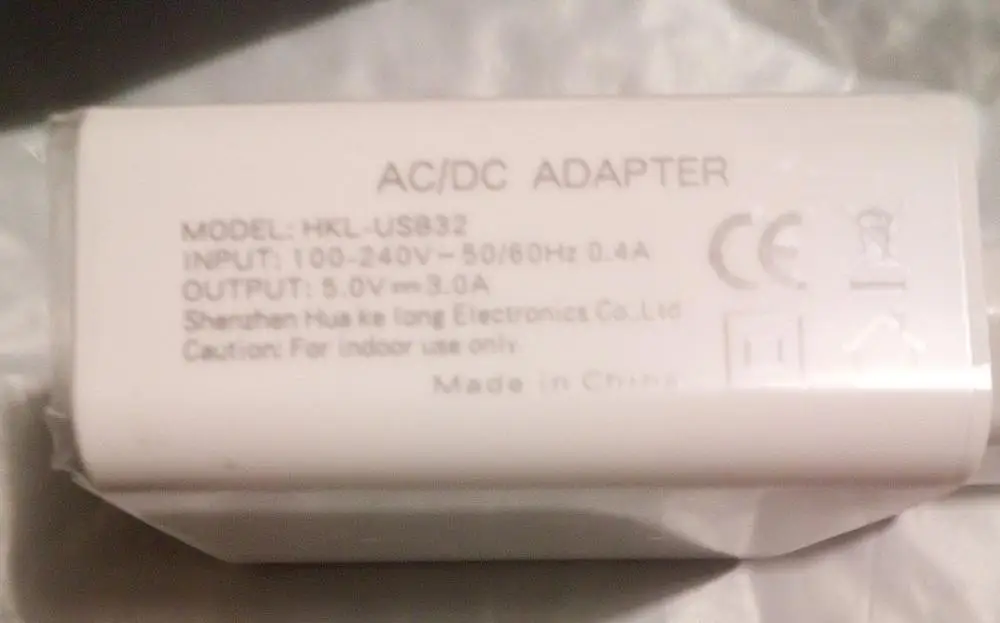 AC/DC ADAPTER
MODEL: HKL-USB32
INPUT: 100-240V~50/60Hz 0.4A
OUTPUT: 5.0V⎓3.0A
Shenzhen Hua ke long Electronics Co.,Ltd
Caution: For indoor use only.
Made in China
CE